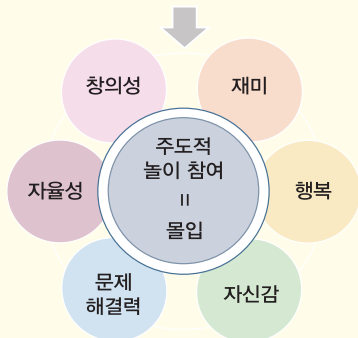 창의성
재미
주도적
놀이 참여
=
몰입
자율성
행복
문제
해결력
자신감